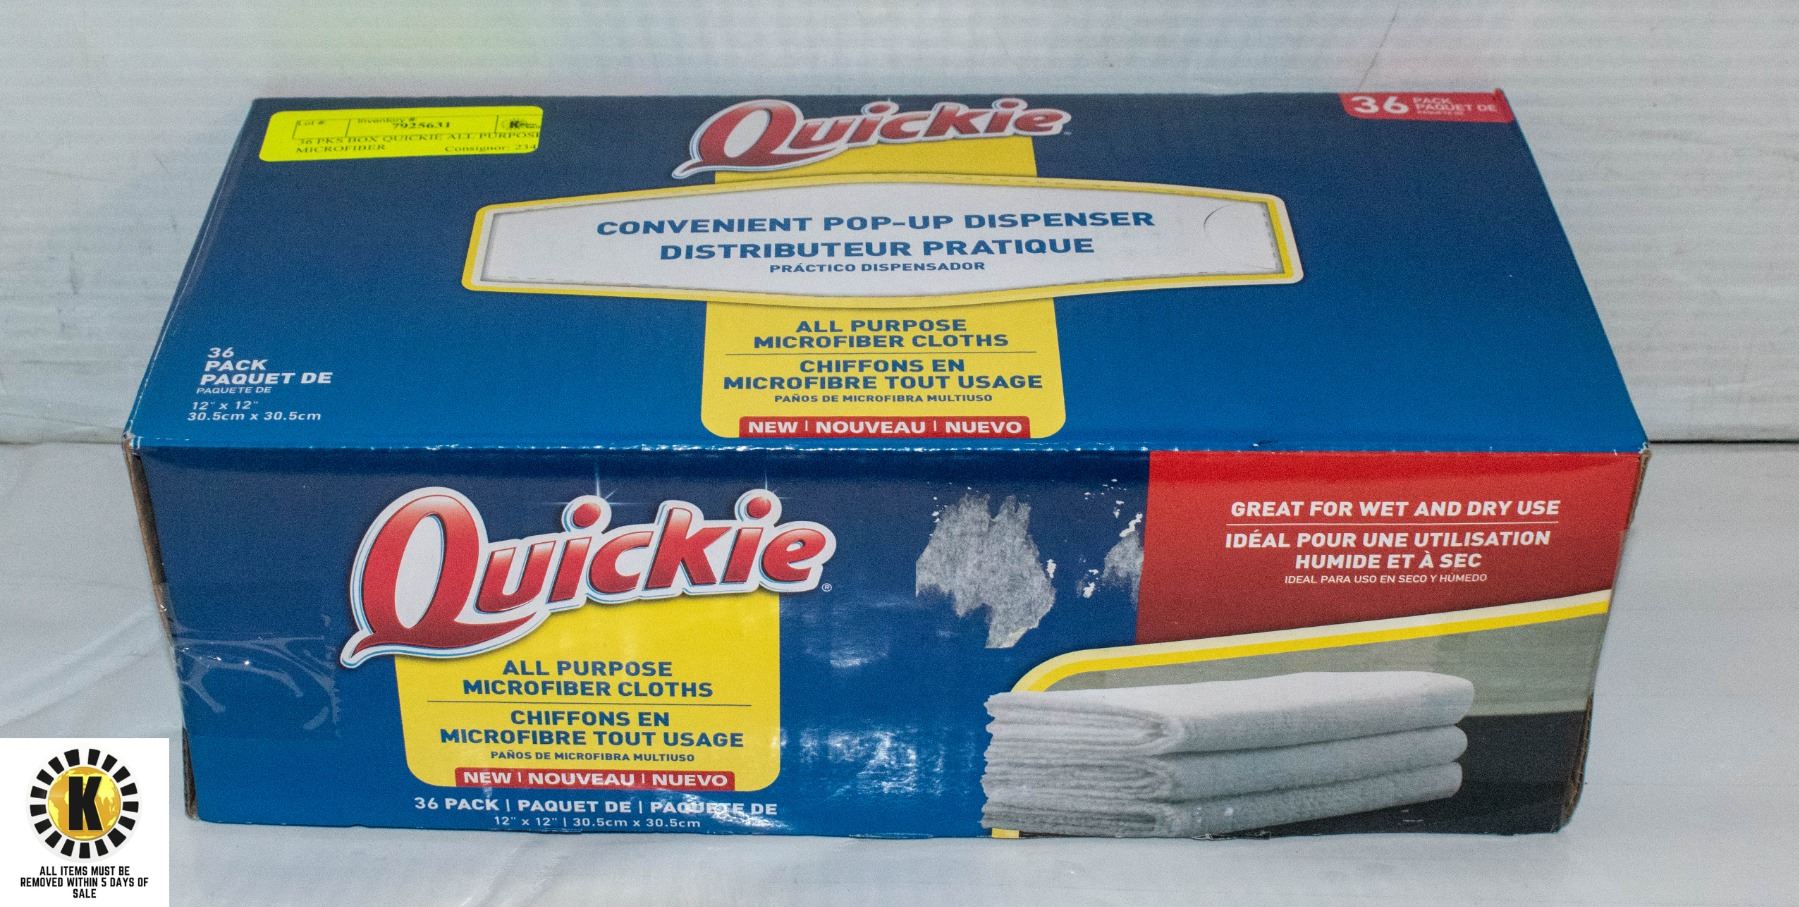 Lot #
Inventory #
7925631
36 PKS BOX QUICKIE ALL PURPOSE
MICROFIBER Consignor: 234
Quickie
36 PACK
PAQUET DE
PAQUETE DE
CONVENIENT POP-UP DISPENSER
DISTRIBUTEUR PRATIQUE
PRÁCTICO DISPENSADOR
ALL PURPOSE
MICROFIBER CLOTHS
CHIFFONS EN
MICROFIBRE TOUT USAGE
PAÑOS DE MICROFIBRA MULTIUSO
NEW | NOUVEAU | NUEVO
36
PACK
PAQUET DE
PAQUETE DE
12" x 12"
30.5cm x 30.5cm
Quickie®
ALL PURPOSE
MICROFIBER CLOTHS
CHIFFONS EN
MICROFIBRE TOUT USAGE
PAÑOS DE MICROFIBRA MULTIUSO
NEW | NOUVEAU | NUEVO
36 PACK | PAQUET DE | PAQUETE DE
12" x 12" | 30.5cm x 30.5cm
GREAT FOR WET AND DRY USE
IDÉAL POUR UNE UTILISATION
HUMIDE ET À SEC
IDEAL PARA USO EN SECO Y HÚMEDO
K
ALL ITEMS MUST BE
REMOVED WITHIN 5 DAYS OF
SALE